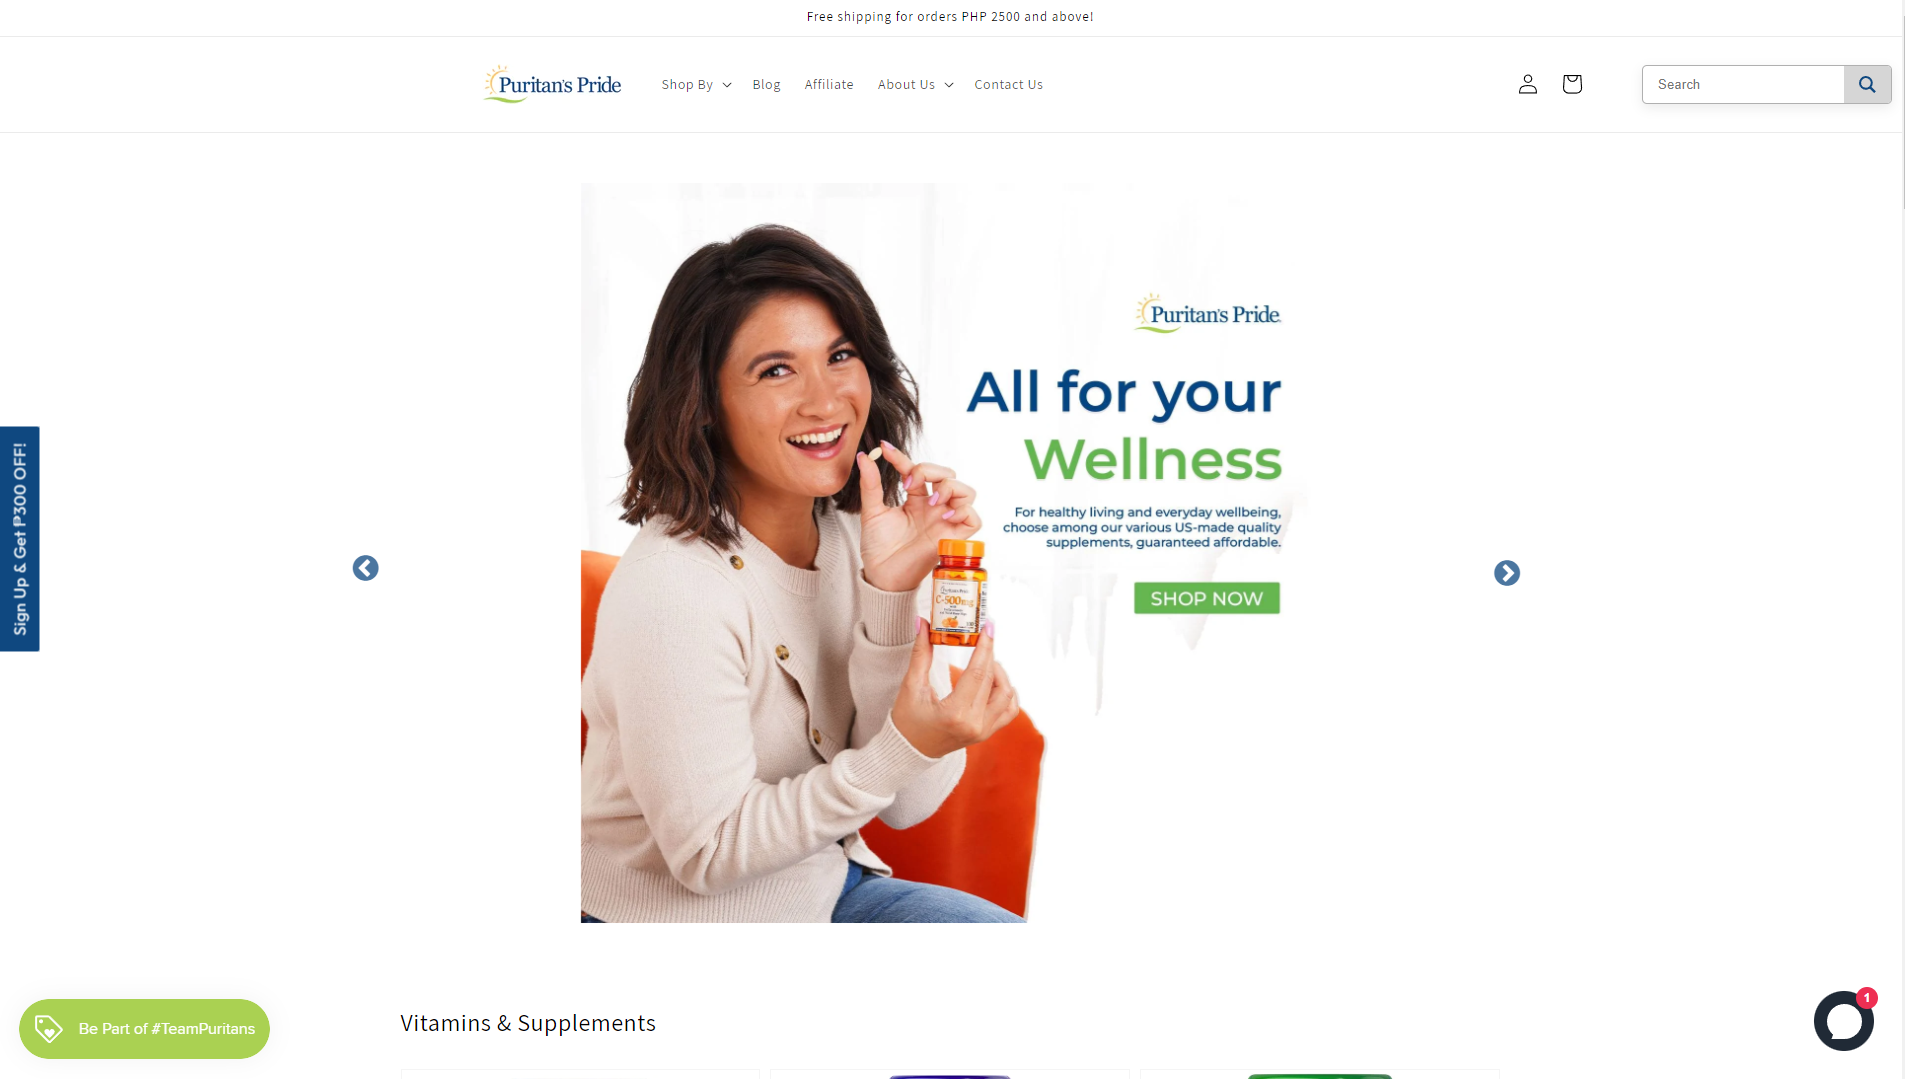 Free shipping for orders PHP 2500 and above!
Puritan's Pride
Shop By
Blog
Affiliate
About Us
Contact Us
Search
Puritan's Pride
All for your
Wellness
For healthy living and everyday wellbeing,
choose among our various US-made quality
supplements, guaranteed affordable.
SHOP NOW
C-500mg
Sign Up & Get ₱300 OFF!
Vitamins & Supplements
Be Part of #TeamPuritans
1